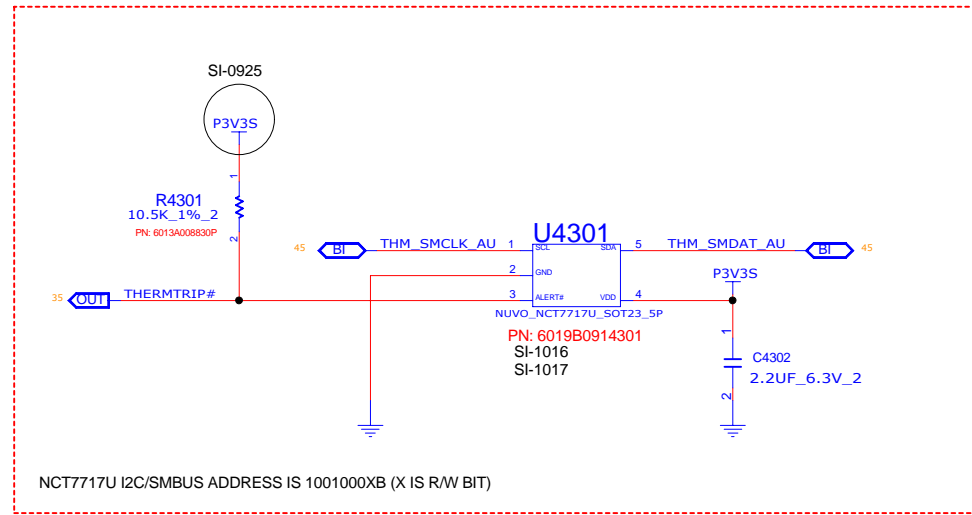 SI-0925
P3V3S
1
R4301
10.5K_1%_2
PN: 6013A008830P
2
45 BI THM_SMCLK_AU 1
U4301
SCL SDA
5 THM_SMDAT_AU BI 45
2 GND
P3V3S
35 OUT THERMTRIP#
3 ALERT# VDD 4
NUVO_NCT7717U_SOT23_5P
PN: 6019B0914301
SI-1016
SI-1017
1
C4302
2.2UF_6.3V_2
2
NCT7717U I2C/SMBUS ADDRESS IS 1001000XB (X IS R/W BIT)